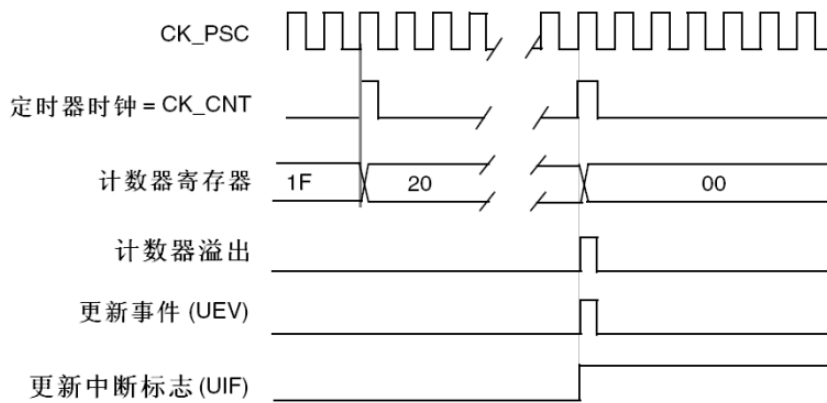 CK_PSC
定时器时钟 = CK_CNT
计数器寄存器 1F 20 00
计数器溢出
更新事件 (UEV)
更新中断标志 (UIF)